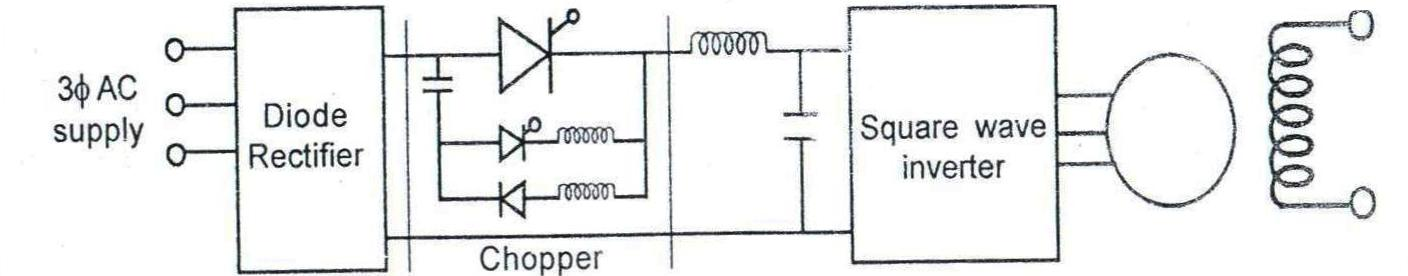 3ϕ AC
supply
Diode
Rectifier
Chopper
Square wave
inverter